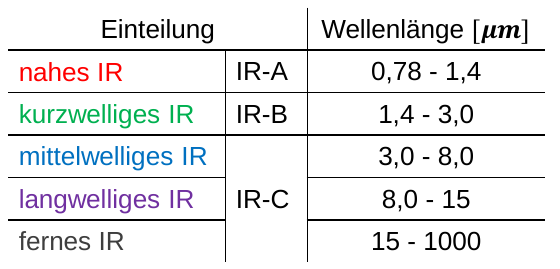 Einteilung Wellenlänge [μm]
nahes IR IR-A 0,78 - 1,4
kurzwelliges IR IR-B 1,4 - 3,0
mittelwelliges IR 3,0 - 8,0
langwelliges IR IR-C 8,0 - 15
fernes IR 15 - 1000